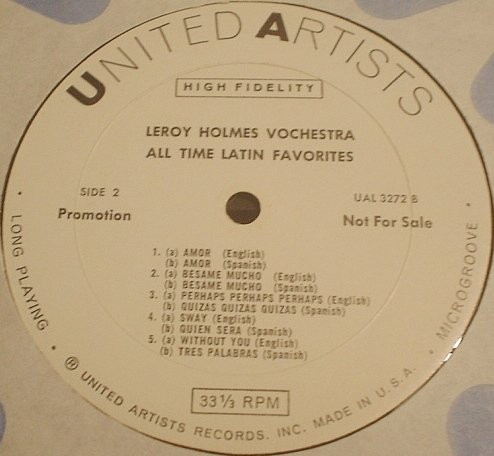 UNITED ARTISTS
HIGH FIDELITY
LEROY HOLMES VOCHESTRA
ALL TIME LATIN FAVORITES
SIDE 2
UAL 3272 B
Promotion
Not For Sale
1. (a) AMOR (English)
(b) AMOR (Spanish)
2. (a) BESAME MUCHO (English)
(b) BESAME MUCHO (Spanish)
3. (a) PERHAPS PERHAPS PERHAPS (English)
(b) QUIZAS QUIZAS QUIZAS (Spanish)
4. (a) SWAY (English)
(b) QUIEN SERA (Spanish)
5. (a) WITHOUT YOU (English)
(b) TRES PALABRAS (Spanish)
33 1/3 RPM
• LONG PLAYING • ® UNITED ARTISTS RECORDS, INC. MADE IN U.S.A. • MICROGROOVE •